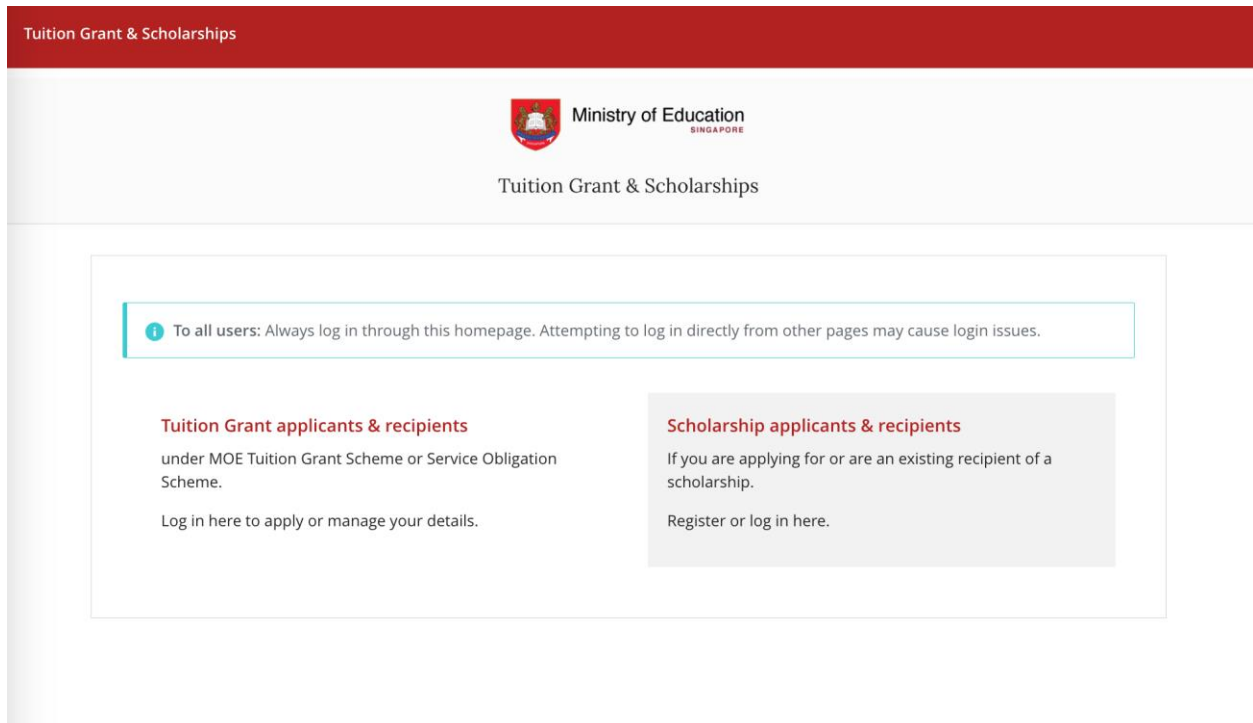 Tuition Grant & Scholarships
Ministry of Education
SINGAPORE
Tuition Grant & Scholarships
To all users: Always log in through this homepage. Attempting to log in directly from other pages may cause login issues.
Tuition Grant applicants & recipients
under MOE Tuition Grant Scheme or Service Obligation
Scheme.
Log in here to apply or manage your details.
Scholarship applicants & recipients
If you are applying for or are an existing recipient of a
scholarship.
Register or log in here.